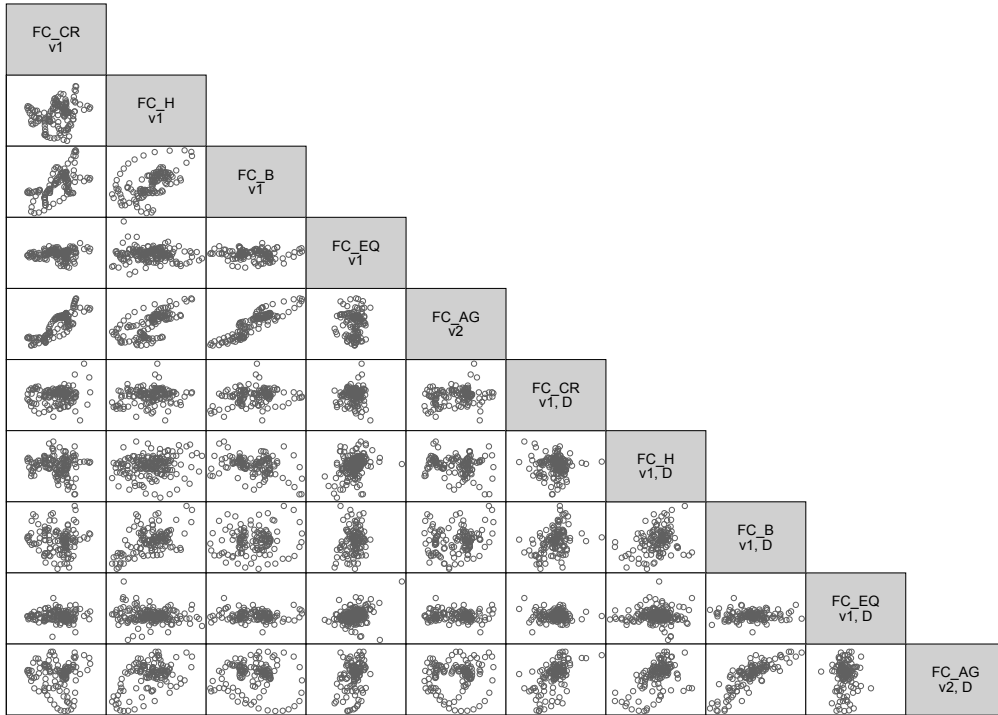 FC_CR
v1
FC_H
v1
FC_B
v1
FC_EQ
v1
FC_AG
v2
FC_CR
v1, D
FC_H
v1, D
FC_B
v1, D
FC_EQ
v1, D
FC_AG
v2, D